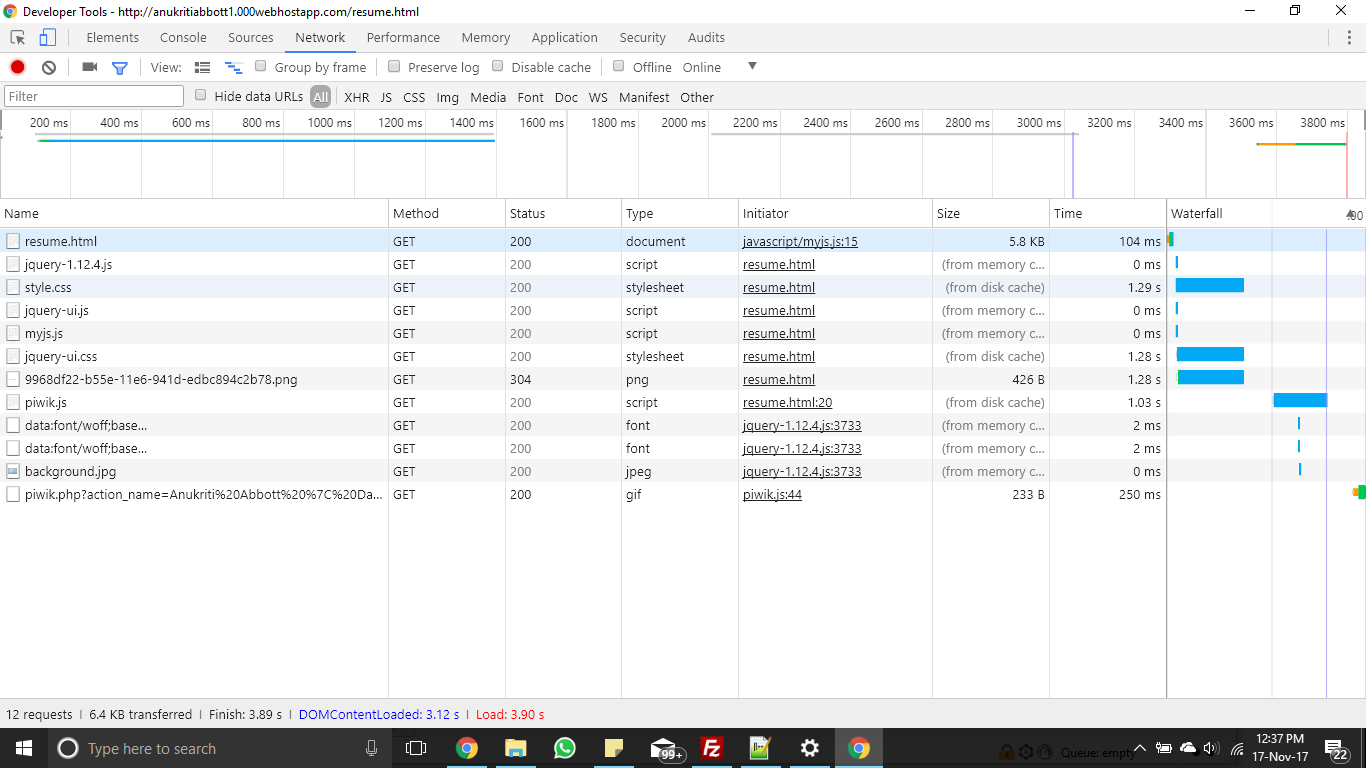 Developer Tools - http://anukritiabbott1.000webhostapp.com/resume.html
Elements Console Sources Network Performance Memory Application Security Audits
View: Group by frame Preserve log Disable cache Offline Online
Filter Hide data URLs All XHR JS CSS Img Media Font Doc WS Manifest Other
200 ms 400 ms 600 ms 800 ms 1000 ms 1200 ms 1400 ms 1600 ms 1800 ms 2000 ms 2200 ms 2400 ms 2600 ms 2800 ms 3000 ms 3200 ms 3400 ms 3600 ms 3800 ms
Name Method Status Type Initiator Size Time Waterfall 00
resume.html GET 200 document javascript/myjs.js:15 5.8 KB 104 ms
jquery-1.12.4.js GET 200 script resume.html (from memory c... 0 ms
style.css GET 200 stylesheet resume.html (from disk cache) 1.29 s
jquery-ui.js GET 200 script resume.html (from memory c... 0 ms
myjs.js GET 200 script resume.html (from memory c... 0 ms
jquery-ui.css GET 200 stylesheet resume.html (from disk cache) 1.28 s
9968df22-b55e-11e6-941d-edbc894c2b78.png GET 304 png resume.html 426 B 1.28 s
piwik.js GET 200 script resume.html:20 (from disk cache) 1.03 s
data:font/woff;base... GET 200 font jquery-1.12.4.js:3733 (from memory c... 2 ms
data:font/woff;base... GET 200 font jquery-1.12.4.js:3733 (from memory c... 2 ms
background.jpg GET 200 jpeg jquery-1.12.4.js:3733 (from memory c... 0 ms
piwik.php?action_name=Anukriti%20Abbott%20%7C%20Da... GET 200 gif piwik.js:44 233 B 250 ms
12 requests | 6.4 KB transferred | Finish: 3.89 s | DOMContentLoaded: 3.12 s | Load: 3.90 s
Type here to search 99+ Fz Queue: empty 12:37 PM
17-Nov-17 22